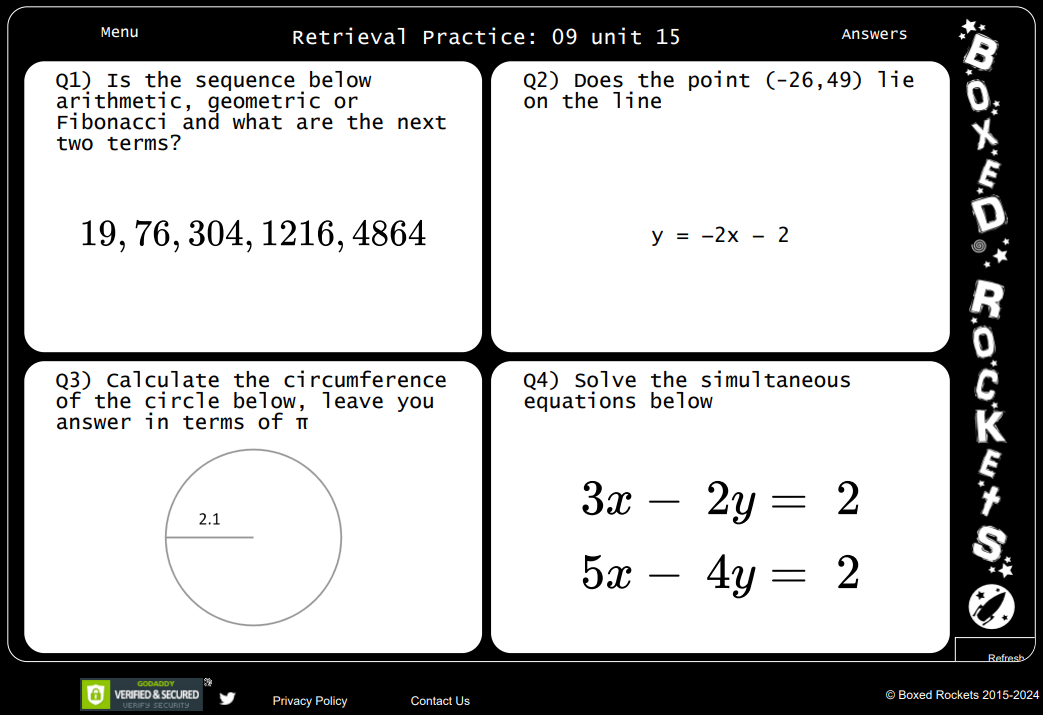 Menu
Retrieval Practice: 09 unit 15
Answers
Q1) Is the sequence below
arithmetic, geometric or
Fibonacci and what are the next
two terms?
19, 76, 304, 1216, 4864
Q2) Does the point (-26,49) lie
on the line
y = -2x - 2
Q3) Calculate the circumference
of the circle below, leave you
answer in terms of π
2.1
Q4) Solve the simultaneous
equations below
3x - 2y = 2
5x - 4y = 2
BOXED ROCKETS
Refresh
GODADDY
VERIFIED & SECURED
VERIFY SECURITY
Privacy Policy
Contact Us
© Boxed Rockets 2015-2024